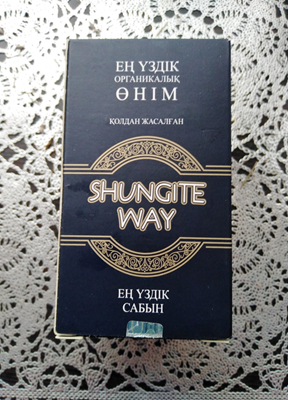 ЕҢ ҮЗДІК
ОРГАНИКАЛЫҚ
ӨНІМ
ҚОЛДАН ЖАСАЛҒАН
SHUNGITE
WAY
ЕҢ ҮЗДІК
САБЫН